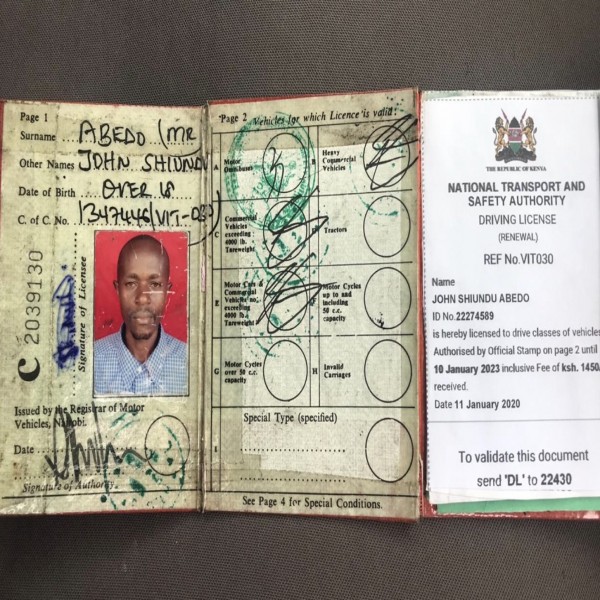 Page 1
Surname ABEDO (MR
Other Names JOHN SHIUNDU
Date of Birth OVER 18
C. of C. No.
C 2039130
Signature of Licensee
Issued by the Registrar of Motor
Vehicles, Nairobi.
Date
Signature of Authority
Page 2 Vehicles for which Licence is valid
A Motor Omnibuses
B Heavy Commercial Vehicles
C Commercial Vehicles exceeding 4000 lb. Tareweight
Tractors
E Motor Cars & Commercial Vehicles no. exceeding 4000 lb. Tareweight
F Motor Cycles up to and including 50 c.c. capacity
G Motor Cycles over 50 c.c. capacity
H Invalid Carriages
Special Type (specified)
I
See Page 4 for Special Conditions.
THE REPUBLIC OF KENYA
NATIONAL TRANSPORT AND
SAFETY AUTHORITY
DRIVING LICENSE
(RENEWAL)
REF No.VIT030
Name
JOHN SHIUNDU ABEDO
ID No.22274589
is hereby licensed to drive classes of vehicles
Authorised by Official Stamp on page 2 until
10 January 2023 inclusive Fee of ksh. 1450/
received.
Date 11 January 2020
To validate this document
send 'DL' to 22430